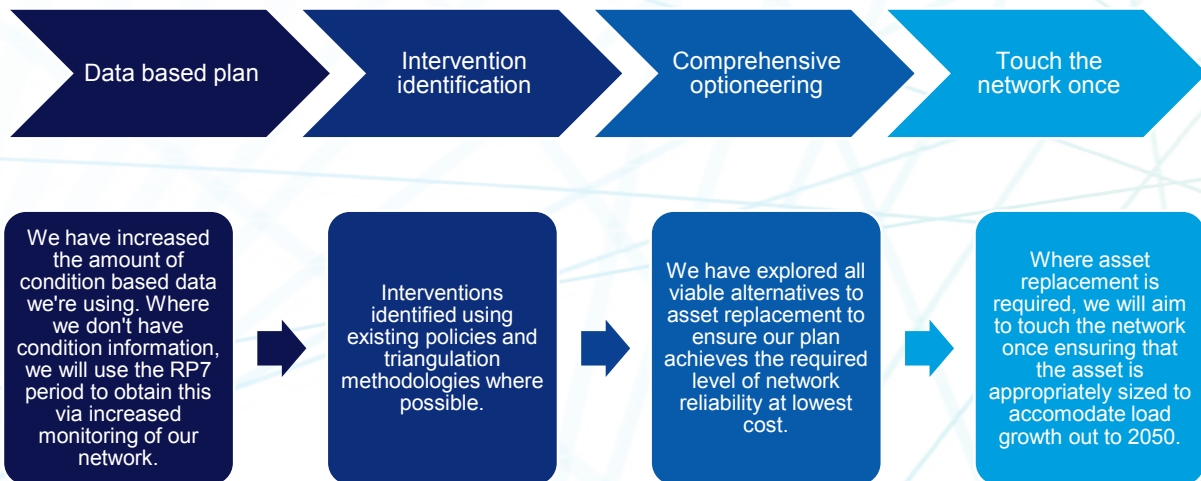 Data based plan
Intervention
identification
Comprehensive
optioneering
Touch the
network once
We have increased
the amount of
condition based data
we're using. Where
we don't have
condition information,
we will use the RP7
period to obtain this
via increased
monitoring of our
network.
Interventions
identified using
existing policies and
triangulation
methodologies where
possible.
We have explored all
viable alternatives to
asset replacement to
ensure our plan
achieves the required
level of network
reliability at lowest
cost.
Where asset
replacement is
required, we will aim
to touch the network
once ensuring that
the asset is
appropriately sized to
accomodate load
growth out to 2050.